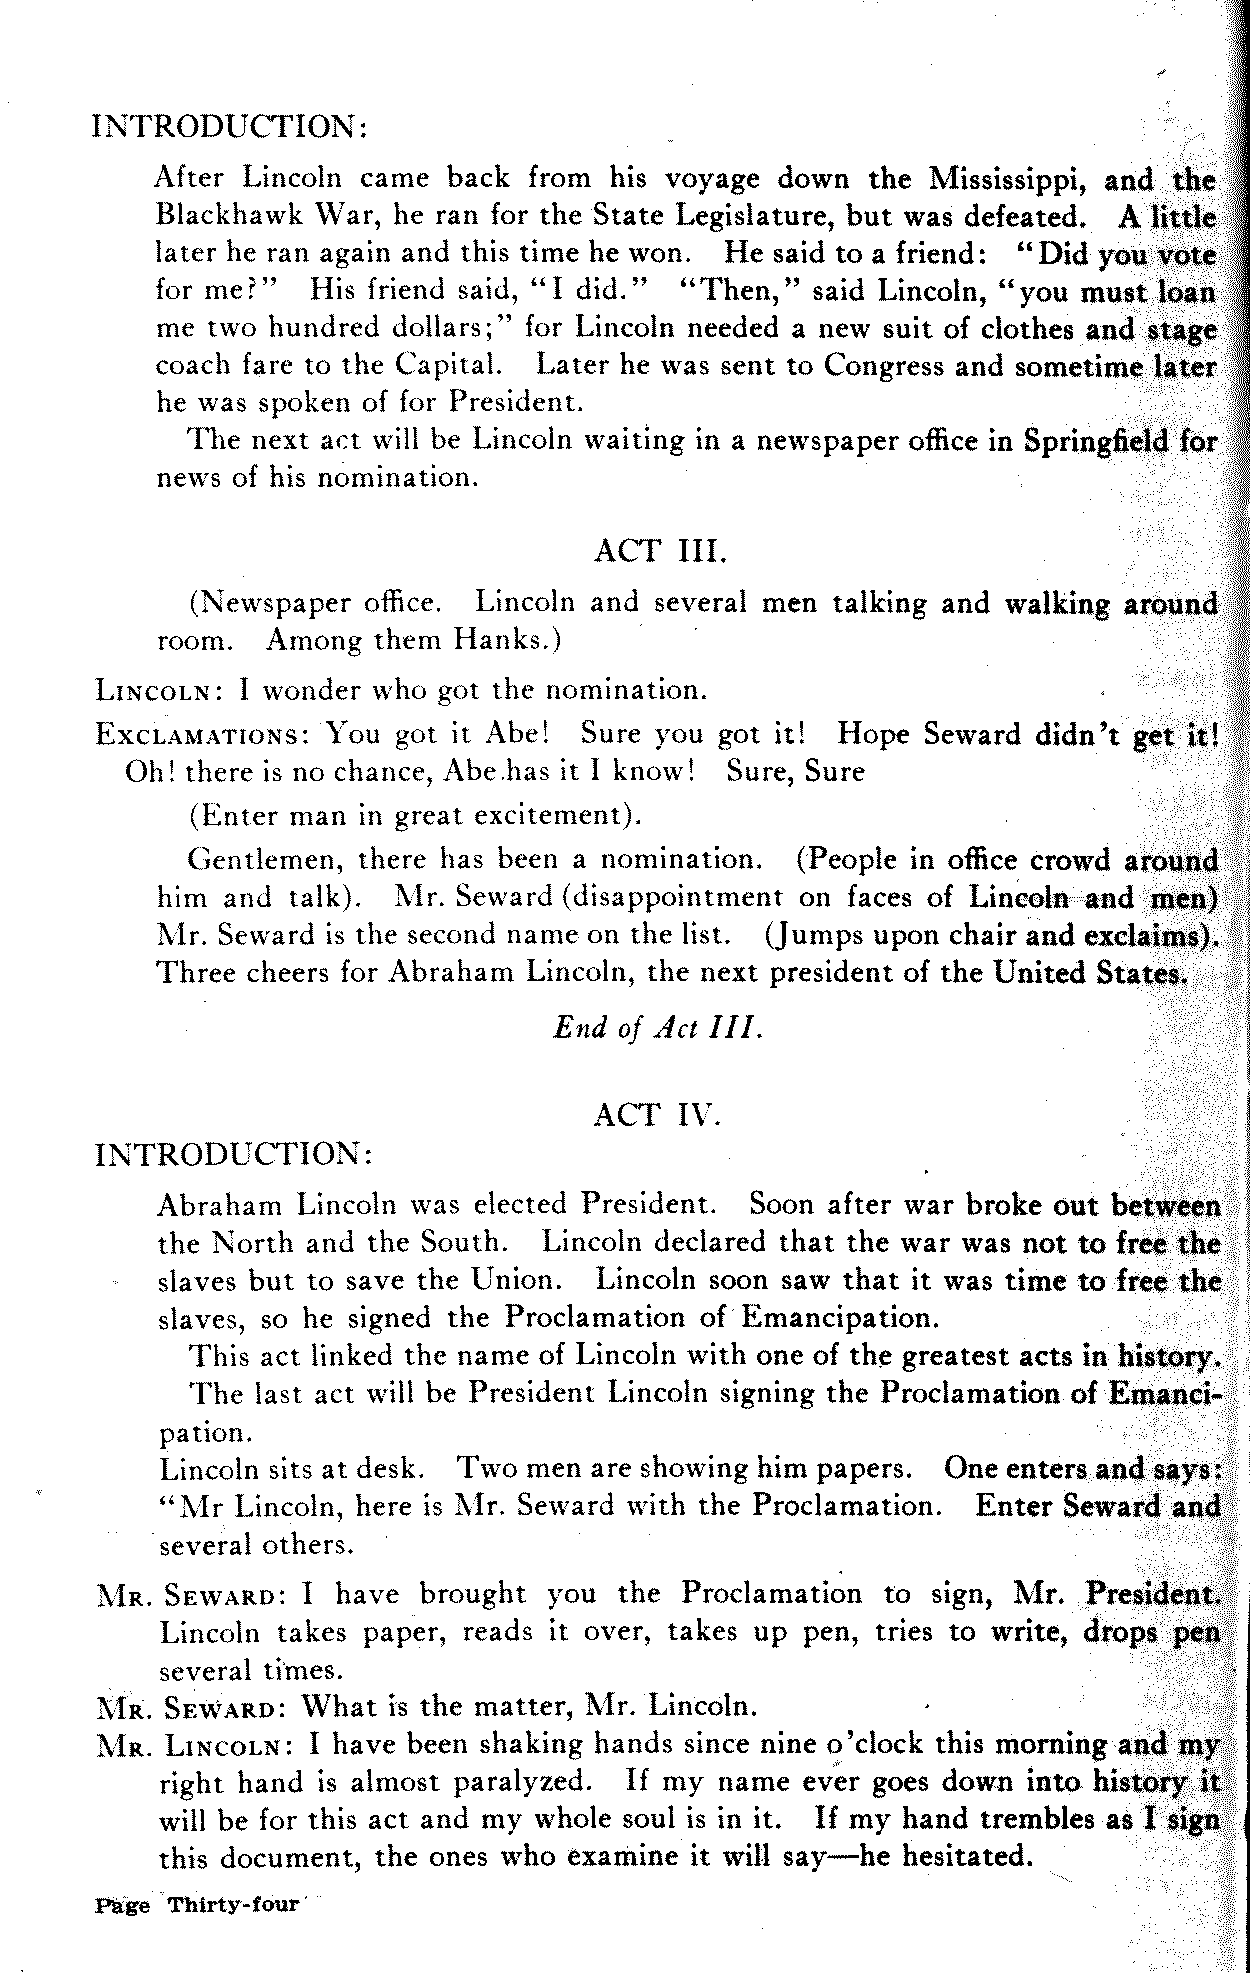 INTRODUCTION:
After Lincoln came back from his voyage down the Mississippi, and the
Blackhawk War, he ran for the State Legislature, but was defeated. A little
later he ran again and this time he won. He said to a friend: "Did you vote
for me?" His friend said, "I did." "Then," said Lincoln, "you must loan
me two hundred dollars;" for Lincoln needed a new suit of clothes and stage
coach fare to the Capital. Later he was sent to Congress and sometime later
he was spoken of for President.
The next act will be Lincoln waiting in a newspaper office in Springfield for
news of his nomination.
ACT III.
(Newspaper office. Lincoln and several men talking and walking around
room. Among them Hanks.)
LINCOLN: I wonder who got the nomination.
EXCLAMATIONS: You got it Abe! Sure you got it! Hope Seward didn't get it!
Oh! there is no chance, Abe has it I know! Sure, Sure
(Enter man in great excitement).
Gentlemen, there has been a nomination. (People in office crowd around
him and talk). Mr. Seward (disappointment on faces of Lincoln and men)
Mr. Seward is the second name on the list. (Jumps upon chair and exclaims).
Three cheers for Abraham Lincoln, the next president of the United States.
End of Act III.
ACT IV.
INTRODUCTION:
Abraham Lincoln was elected President. Soon after war broke out between
the North and the South. Lincoln declared that the war was not to free the
slaves but to save the Union. Lincoln soon saw that it was time to free the
slaves, so he signed the Proclamation of Emancipation.
This act linked the name of Lincoln with one of the greatest acts in history.
The last act will be President Lincoln signing the Proclamation of Emanci-
pation.
Lincoln sits at desk. Two men are showing him papers. One enters and says:
"Mr Lincoln, here is Mr. Seward with the Proclamation. Enter Seward and
several others.
MR. SEWARD: I have brought you the Proclamation to sign, Mr. President.
Lincoln takes paper, reads it over, takes up pen, tries to write, drops pen
several times.
MR. SEWARD: What is the matter, Mr. Lincoln.
MR. LINCOLN: I have been shaking hands since nine o'clock this morning and my
right hand is almost paralyzed. If my name ever goes down into history it
will be for this act and my whole soul is in it. If my hand trembles as I sign
this document, the ones who examine it will say—he hesitated.
Page Thirty-four